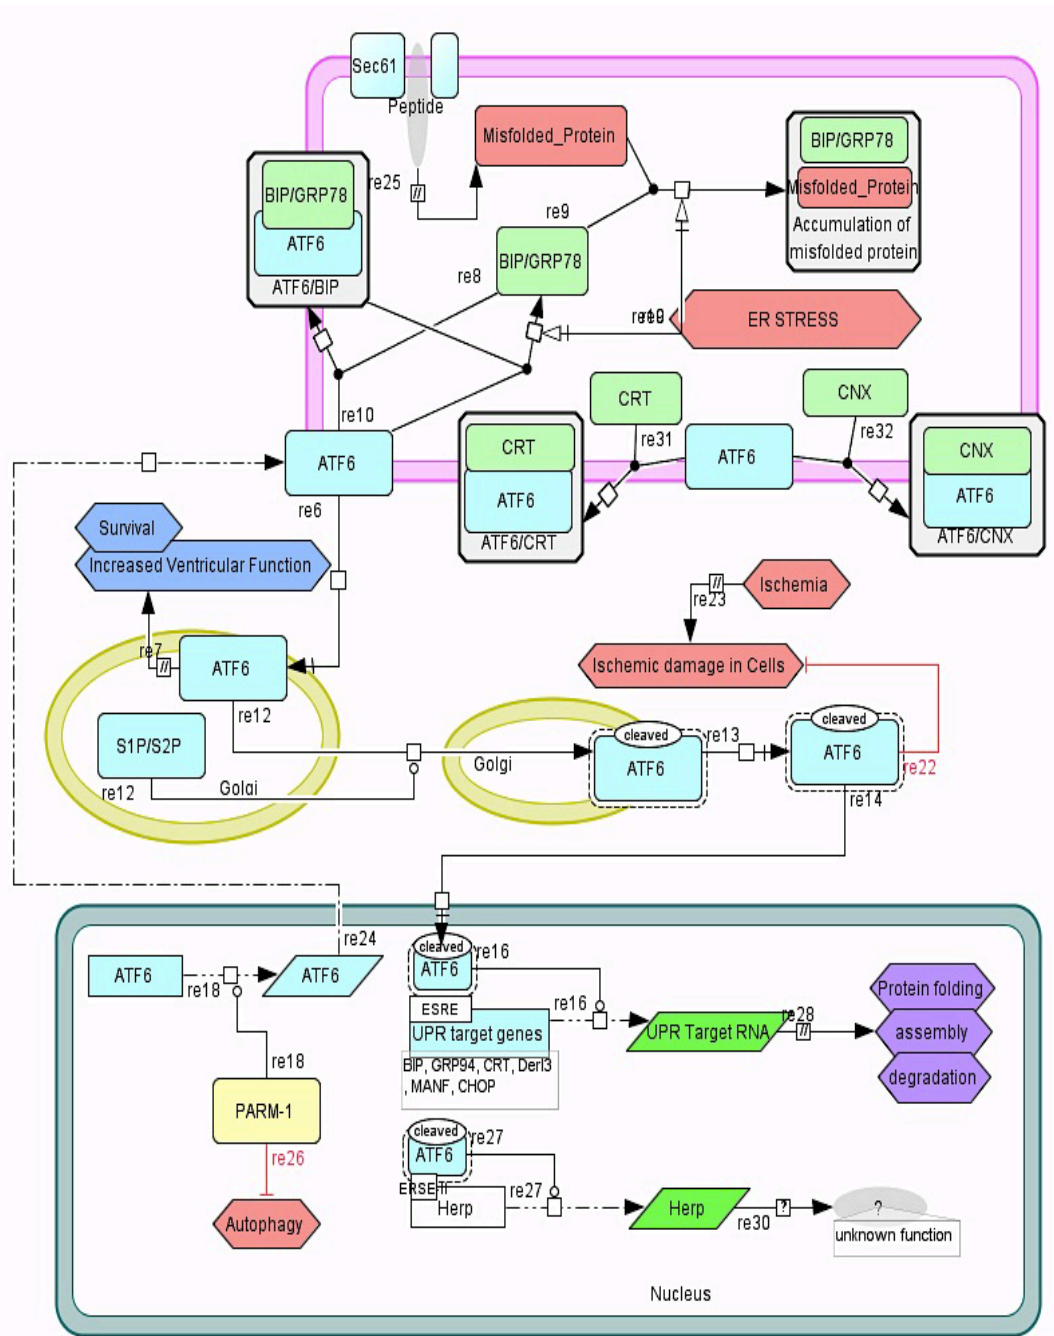 Sec61
Peptide
Misfolded_Protein
BIP/GRP78
Misfolded_Protein
Accumulation of
misfolded protein
re25
BIP/GRP78
ATF6
ATF6/BIP
re9
BIP/GRP78
re8
re19
ER STRESS
re10
ATF6
re6
CRT
ATF6
ATF6/CRT
CRT
re31
ATF6
CNX
re32
CNX
ATF6
ATF6/CNX
Survival
Increased Ventricular Function
re7
ATF6
re12
S1P/S2P
re12
Golgi
Ischemia
re23
Ischemic damage in Cells
Golgi
cleaved
ATF6
re13
cleaved
ATF6
re22
re14
re24
ATF6
re18
ATF6
re18
PARM-1
re26
Autophagy
cleaved
ATF6
re16
ESRE
UPR target genes
BIP, GRP94, CRT, Derl3
, MANF, CHOP
re16
UPR Target RNA
re28
Protein folding
assembly
degradation
cleaved
ATF6
re27
ERSE II
Herp
re27
Herp
re30
?
?
unknown function
Nucleus